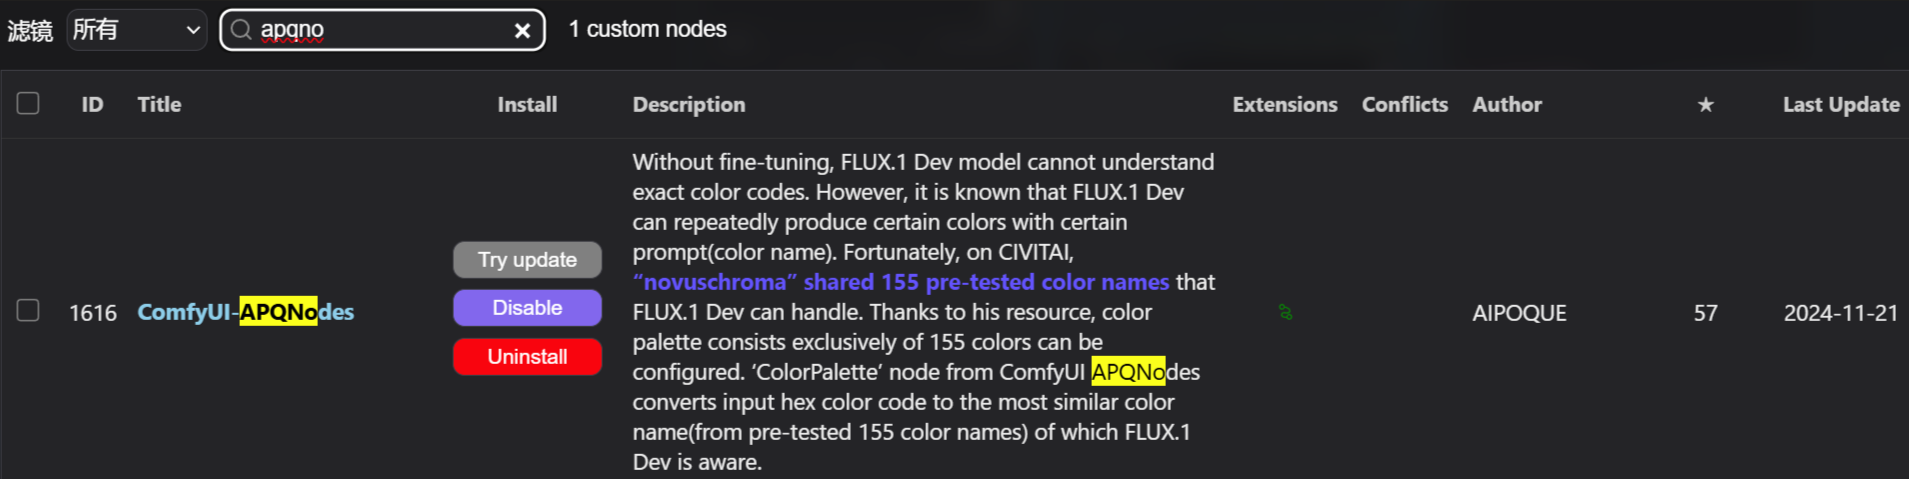 滤镜 所有 apqno 1 custom nodes
ID Title Install Description Extensions Conflicts Author ★ Last Update
Without fine-tuning, FLUX.1 Dev model cannot understand
exact color codes. However, it is known that FLUX.1 Dev
can repeatedly produce certain colors with certain
prompt(color name). Fortunately, on CIVITAI,
“novuschroma” shared 155 pre-tested color names that
FLUX.1 Dev can handle. Thanks to his resource, color
palette consists exclusively of 155 colors can be
configured. ‘ColorPalette’ node from ComfyUI APQNodes
converts input hex color code to the most similar color
name(from pre-tested 155 color names) of which FLUX.1
Dev is aware.
1616 ComfyUI-APQNodes
Try update
Disable
Uninstall
AIPOQUE 57 2024-11-21